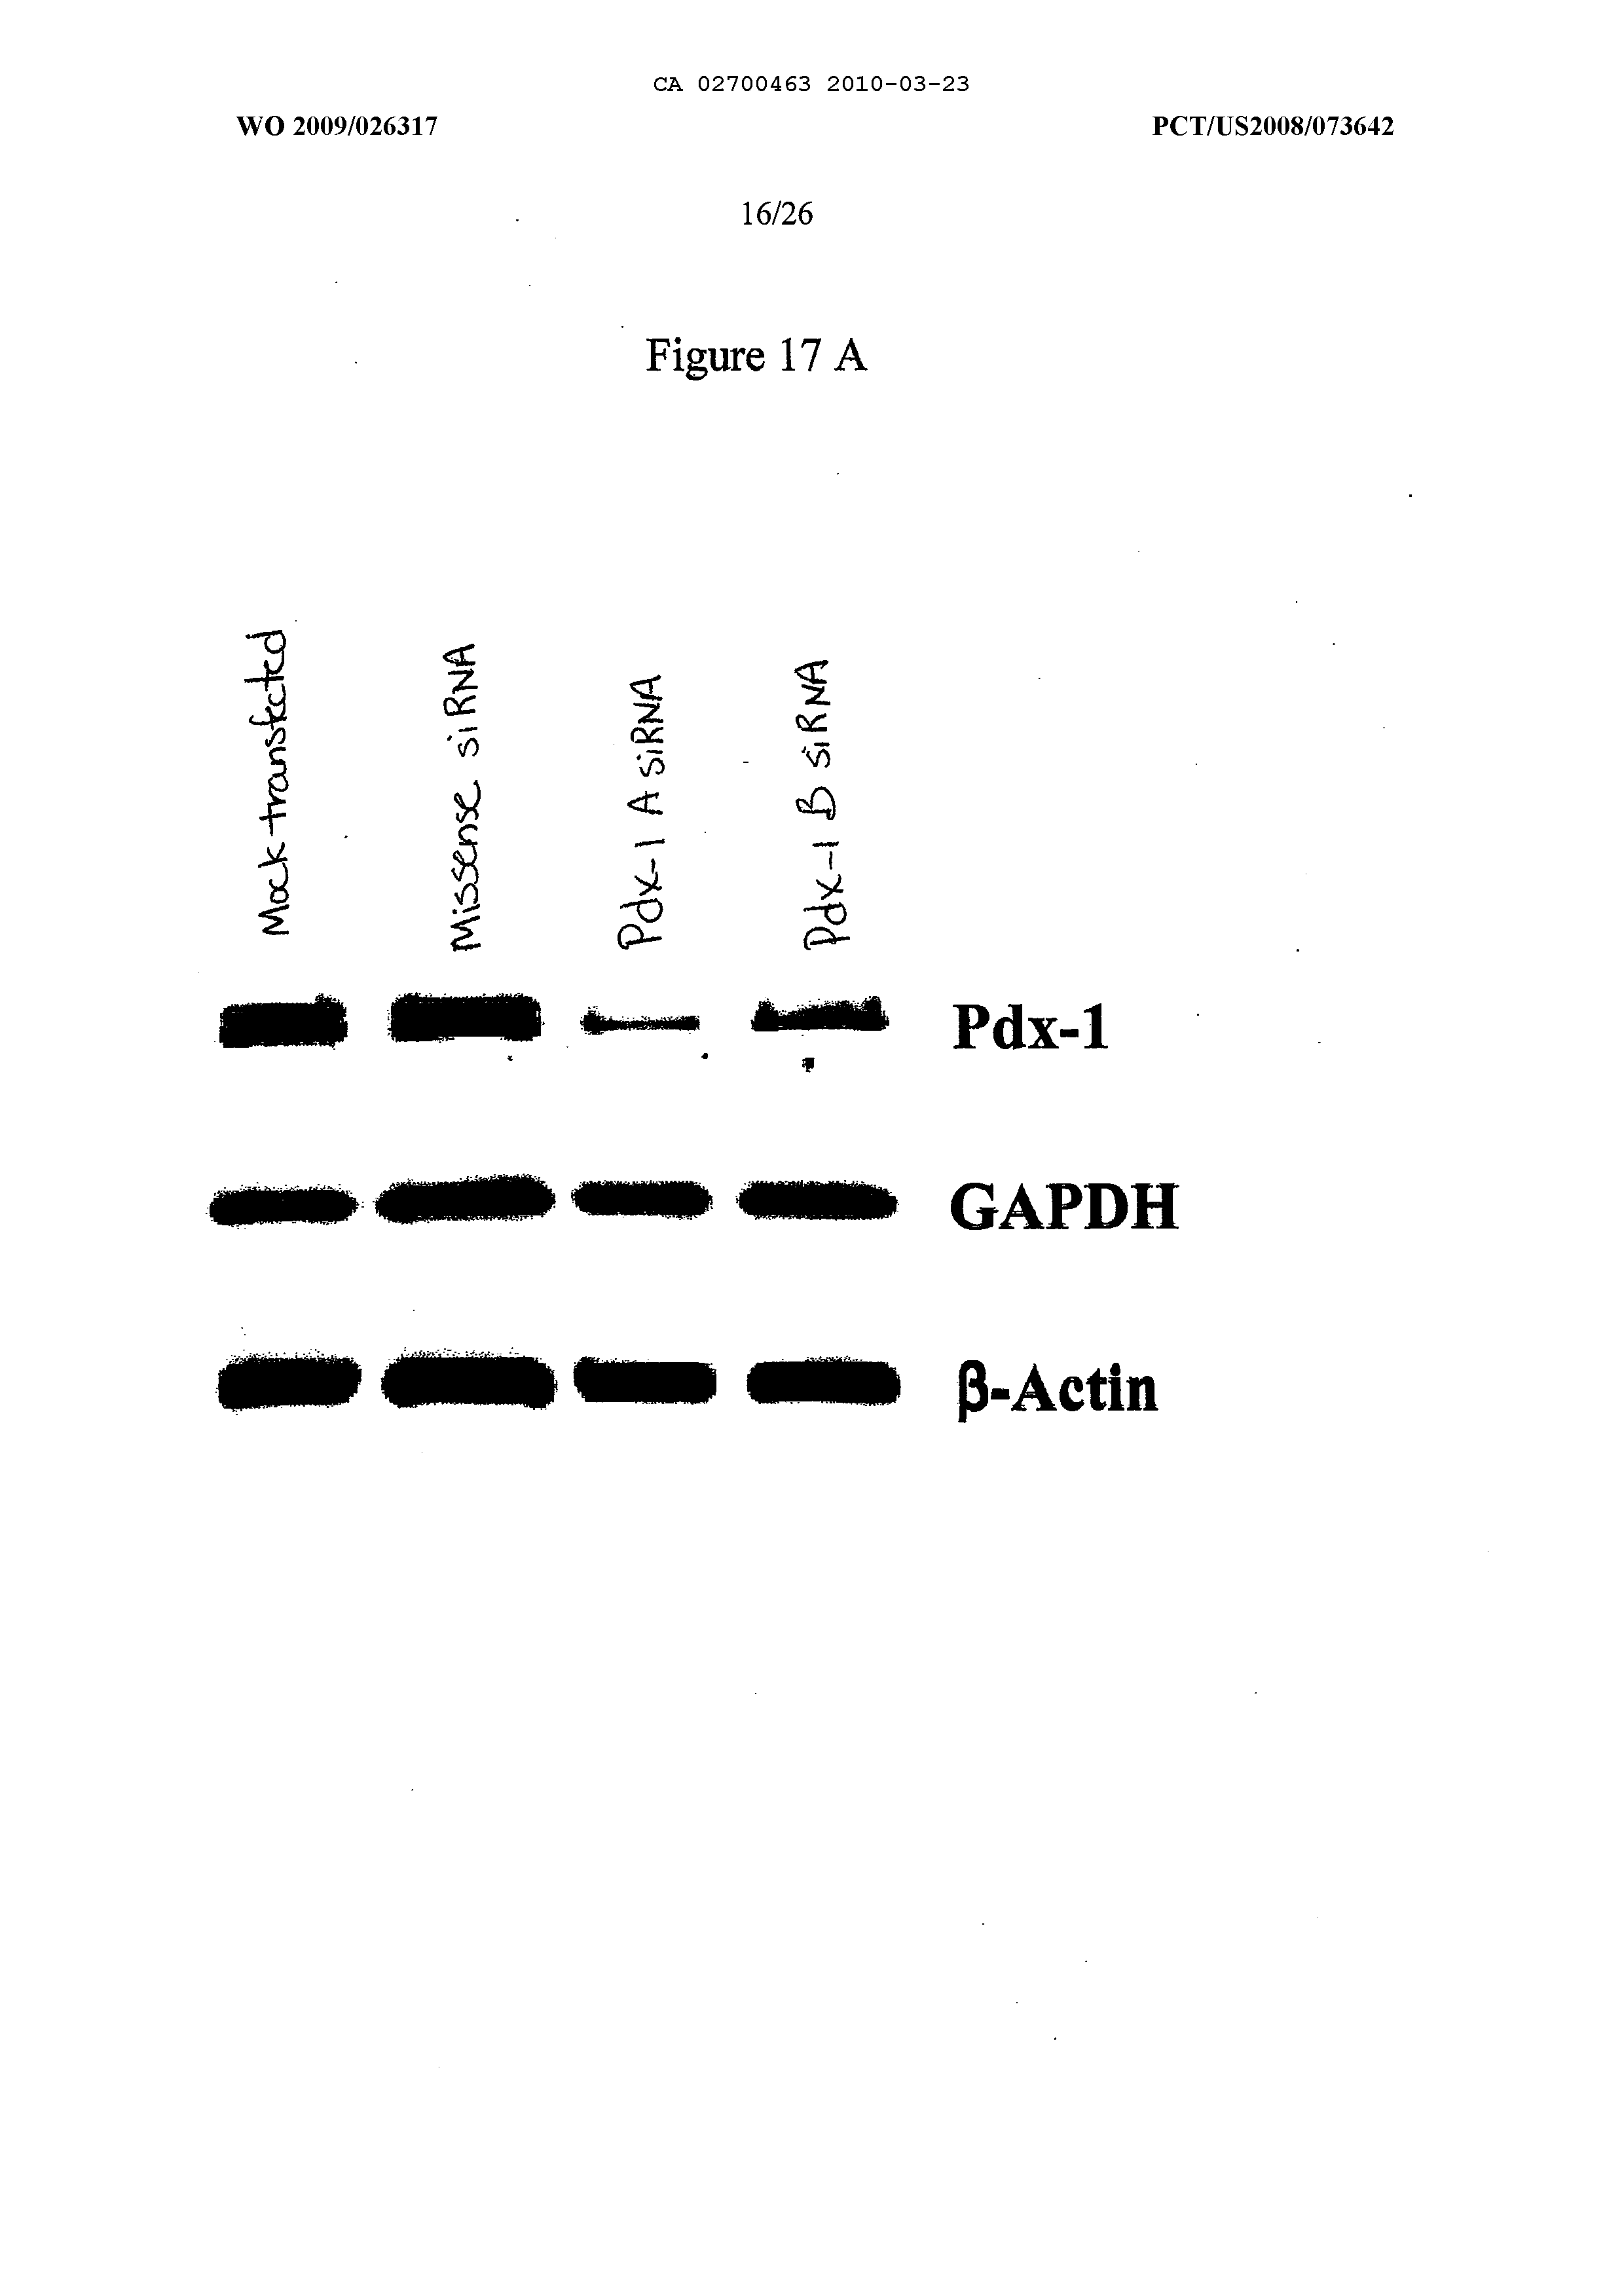 CA 02700463 2010-03-23
WO 2009/026317
PCT/US2008/073642
16/26
Figure 17 A
Mock transfected
Missense siRNA
Pdx-1 A siRNA
Pdx-1 B siRNA
Pdx-1
GAPDH
β-Actin